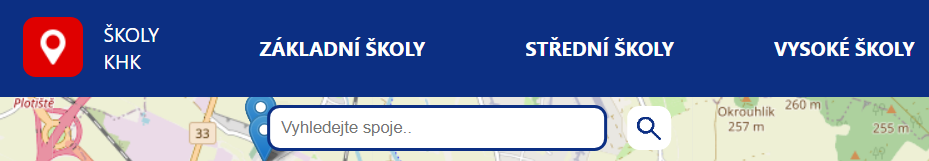 ŠKOLY
KHK
ZÁKLADNÍ ŠKOLY
STŘEDNÍ ŠKOLY
VYSOKÉ ŠKOLY
Plotiště
33
Vyhledejte spoje..
Okrouhlík
257 m
260 m
255 m